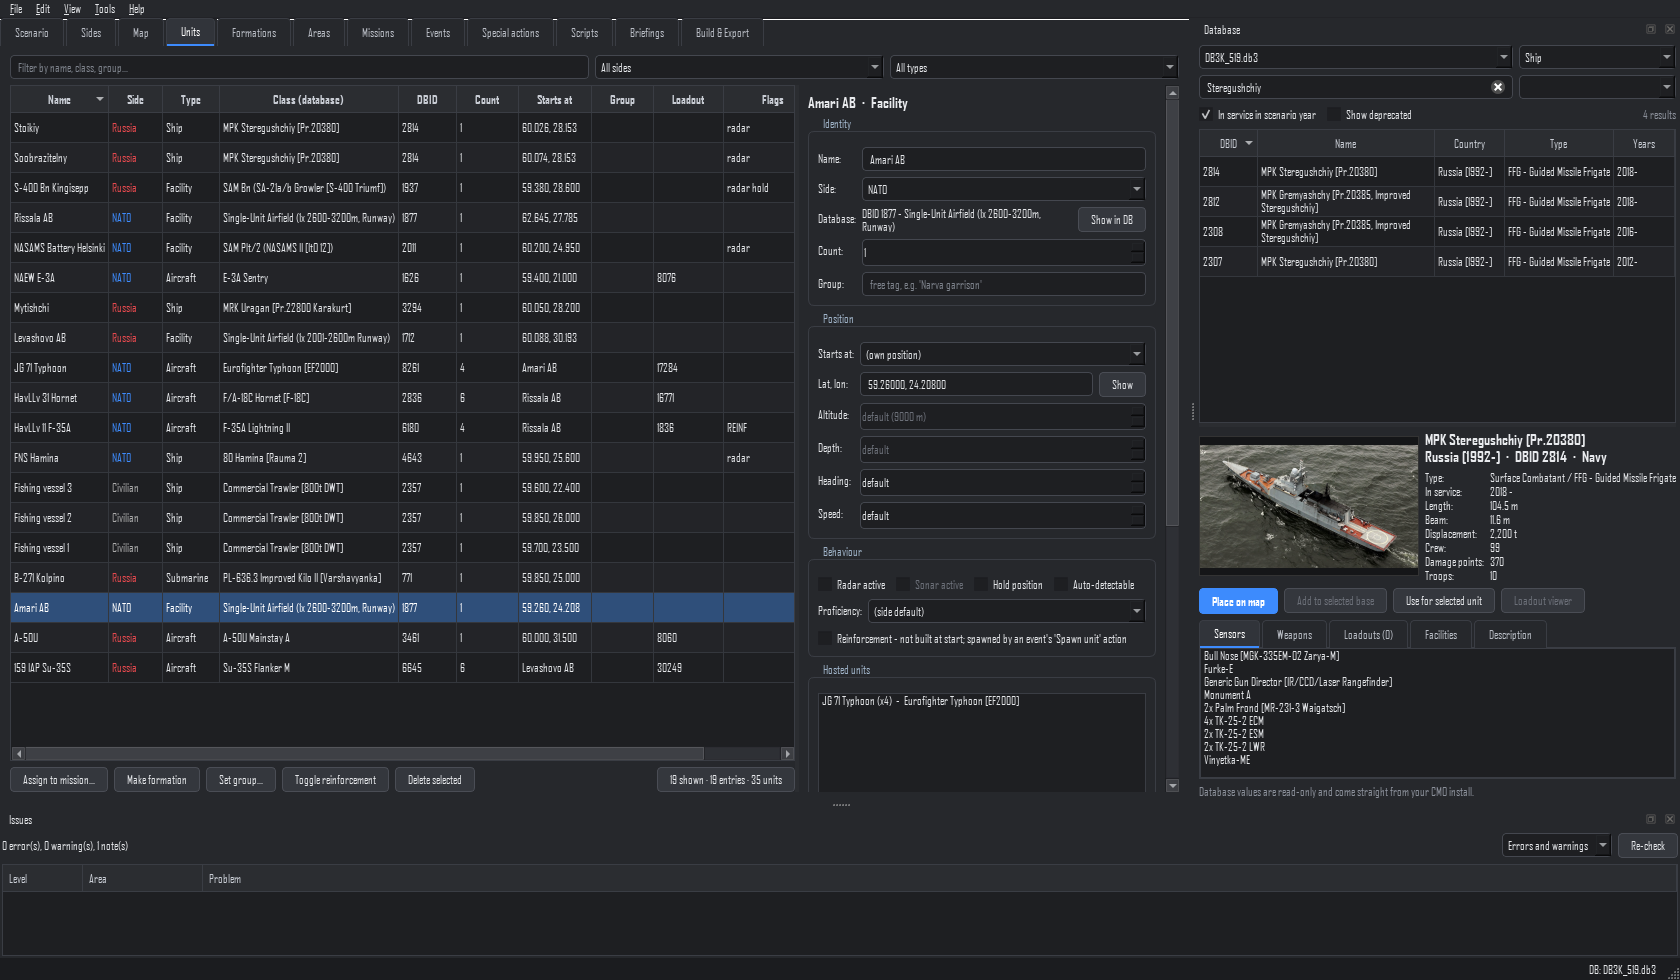 File Edit View Tools Help
Scenario Sides Map Units Formations Areas Missions Events Special actions Scripts Briefings Build & Export
Filter by name, class, group... All sides All types
Name Side Type Class (database) DBID Count Starts at Group Loadout Flags
Stoikiy Russia Ship MPK Steregushchiy [Pr.20380] 2814 1 60.026, 28.153 radar
Soobrazitelny Russia Ship MPK Steregushchiy [Pr.20380] 2814 1 60.074, 28.153 radar
S-400 Bn Kingisepp Russia Facility SAM Bn (SA-21a/b Growler [S-400 Triumf]) 1937 1 59.380, 28.600 radar hold
Rissala AB NATO Facility Single-Unit Airfield (1x 2600-3200m, Runway) 1877 1 62.645, 27.785
NASAMS Battery Helsinki NATO Facility SAM Plt/2 (NASAMS II [ItO 12]) 2011 1 60.200, 24.950 radar
NAEW E-3A NATO Aircraft E-3A Sentry 1626 1 59.400, 21.000 8076
Mytishchi Russia Ship MRK Uragan [Pr.22800 Karakurt] 3294 1 60.050, 28.200
Levashovo AB Russia Facility Single-Unit Airfield (1x 2001-2600m Runway) 1712 1 60.088, 30.193
JG 71 Typhoon NATO Aircraft Eurofighter Typhoon [EF2000] 8261 4 Amari AB 17284
HavLLv 31 Hornet NATO Aircraft F/A-18C Hornet [F-18C] 2836 6 Rissala AB 16771
HavLLv 11 F-35A NATO Aircraft F-35A Lightning II 6180 4 Rissala AB 1836 REINF
FNS Hamina NATO Ship 80 Hamina [Rauma 2] 4643 1 59.950, 25.600 radar
Fishing vessel 3 Civilian Ship Commercial Trawler [800t DWT] 2357 1 59.600, 22.400
Fishing vessel 2 Civilian Ship Commercial Trawler [800t DWT] 2357 1 59.850, 26.000
Fishing vessel 1 Civilian Ship Commercial Trawler [800t DWT] 2357 1 59.700, 23.500
B-271 Kolpino Russia Submarine PL-636.3 Improved Kilo II [Varshavyanka] 771 1 59.850, 25.000
Amari AB NATO Facility Single-Unit Airfield (1x 2600-3200m, Runway) 1877 1 59.260, 24.208
A-50U Russia Aircraft A-50U Mainstay A 3461 1 60.000, 31.500 8060
159 IAP Su-35S Russia Aircraft Su-35S Flanker M 6645 6 Levashovo AB 30249
Assign to mission... Make formation Set group... Toggle reinforcement Delete selected 19 shown · 19 entries · 35 units
Amari AB · Facility
Identity
Name: Amari AB
Side: NATO
Database: DBID 1877 - Single-Unit Airfield (1x 2600-3200m, Runway) Show in DB
Count: 1
Group: free tag, e.g. 'Narva garrison'
Position
Starts at: (own position)
Lat, lon: 59.26000, 24.20800 Show
Altitude: default (9000 m)
Depth: default
Heading: default
Speed: default
Behaviour
Radar active Sonar active Hold position Auto-detectable
Proficiency: (side default)
Reinforcement - not built at start; spawned by an event's 'Spawn unit' action
Hosted units
JG 71 Typhoon (x4) - Eurofighter Typhoon [EF2000]
Database
DB3K_519.db3 Ship
Steregushchiy
In service in scenario year Show deprecated 4 results
DBID Name Country Type Years
2814 MPK Steregushchiy [Pr.20380] Russia [1992-] FFG - Guided Missile Frigate 2018-
2812 MPK Gremyashchy [Pr.20385, Improved Steregushchiy] Russia [1992-] FFG - Guided Missile Frigate 2018-
2308 MPK Gremyashchy [Pr.20385, Improved Steregushchiy] Russia [1992-] FFG - Guided Missile Frigate 2016-
2307 MPK Steregushchiy [Pr.20380] Russia [1992-] FFG - Guided Missile Frigate 2012-
MPK Steregushchiy [Pr.20380]
Russia [1992-] · DBID 2814 · Navy
Type: Surface Combatant / FFG - Guided Missile Frigate
In service: 2018 -
Length: 104.5 m
Beam: 11.6 m
Displacement: 2,200 t
Crew: 99
Damage points: 370
Troops: 10
Place on map Add to selected base Use for selected unit Loadout viewer
Sensors Weapons Loadouts (0) Facilities Description
Bull Nose [MGK-335EM-02 Zarya-M]
Furke-E
Generic Gun Director [IR/CCD/Laser Rangefinder]
Monument A
2x Palm Frond [MR-231-3 Waigatsch]
4x TK-25-2 ECM
2x TK-25-2 ESM
2x TK-25-2 LWR
Vinyetka-ME
Database values are read-only and come straight from your CMO install.
Issues
0 error(s), 0 warning(s), 1 note(s) Errors and warnings Re-check
Level Area Problem
DB: DB3K_519.db3